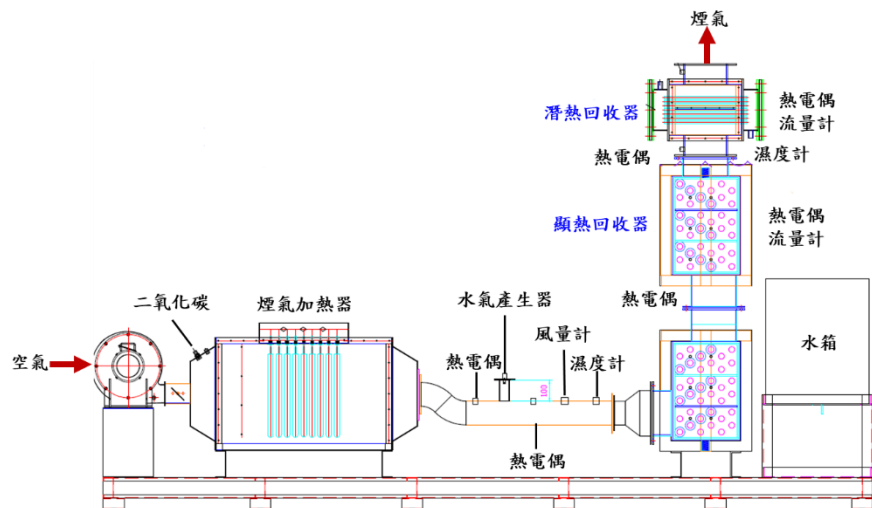 煙氣
潛熱回收器
熱電偶
流量計
熱電偶
濕度計
顯熱回收器
熱電偶
流量計
二氧化碳
煙氣加熱器
水氣產生器
熱電偶
風量計
空氣
熱電偶
濕度計
100
水箱
熱電偶